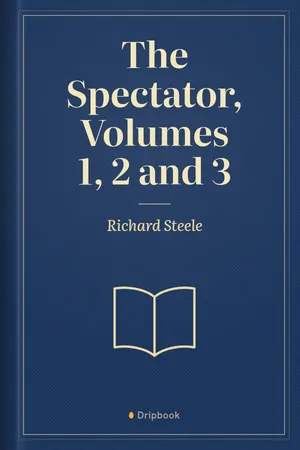 The
Spectator,
Volumes
1, 2 and 3
Richard Steele
Dripbook